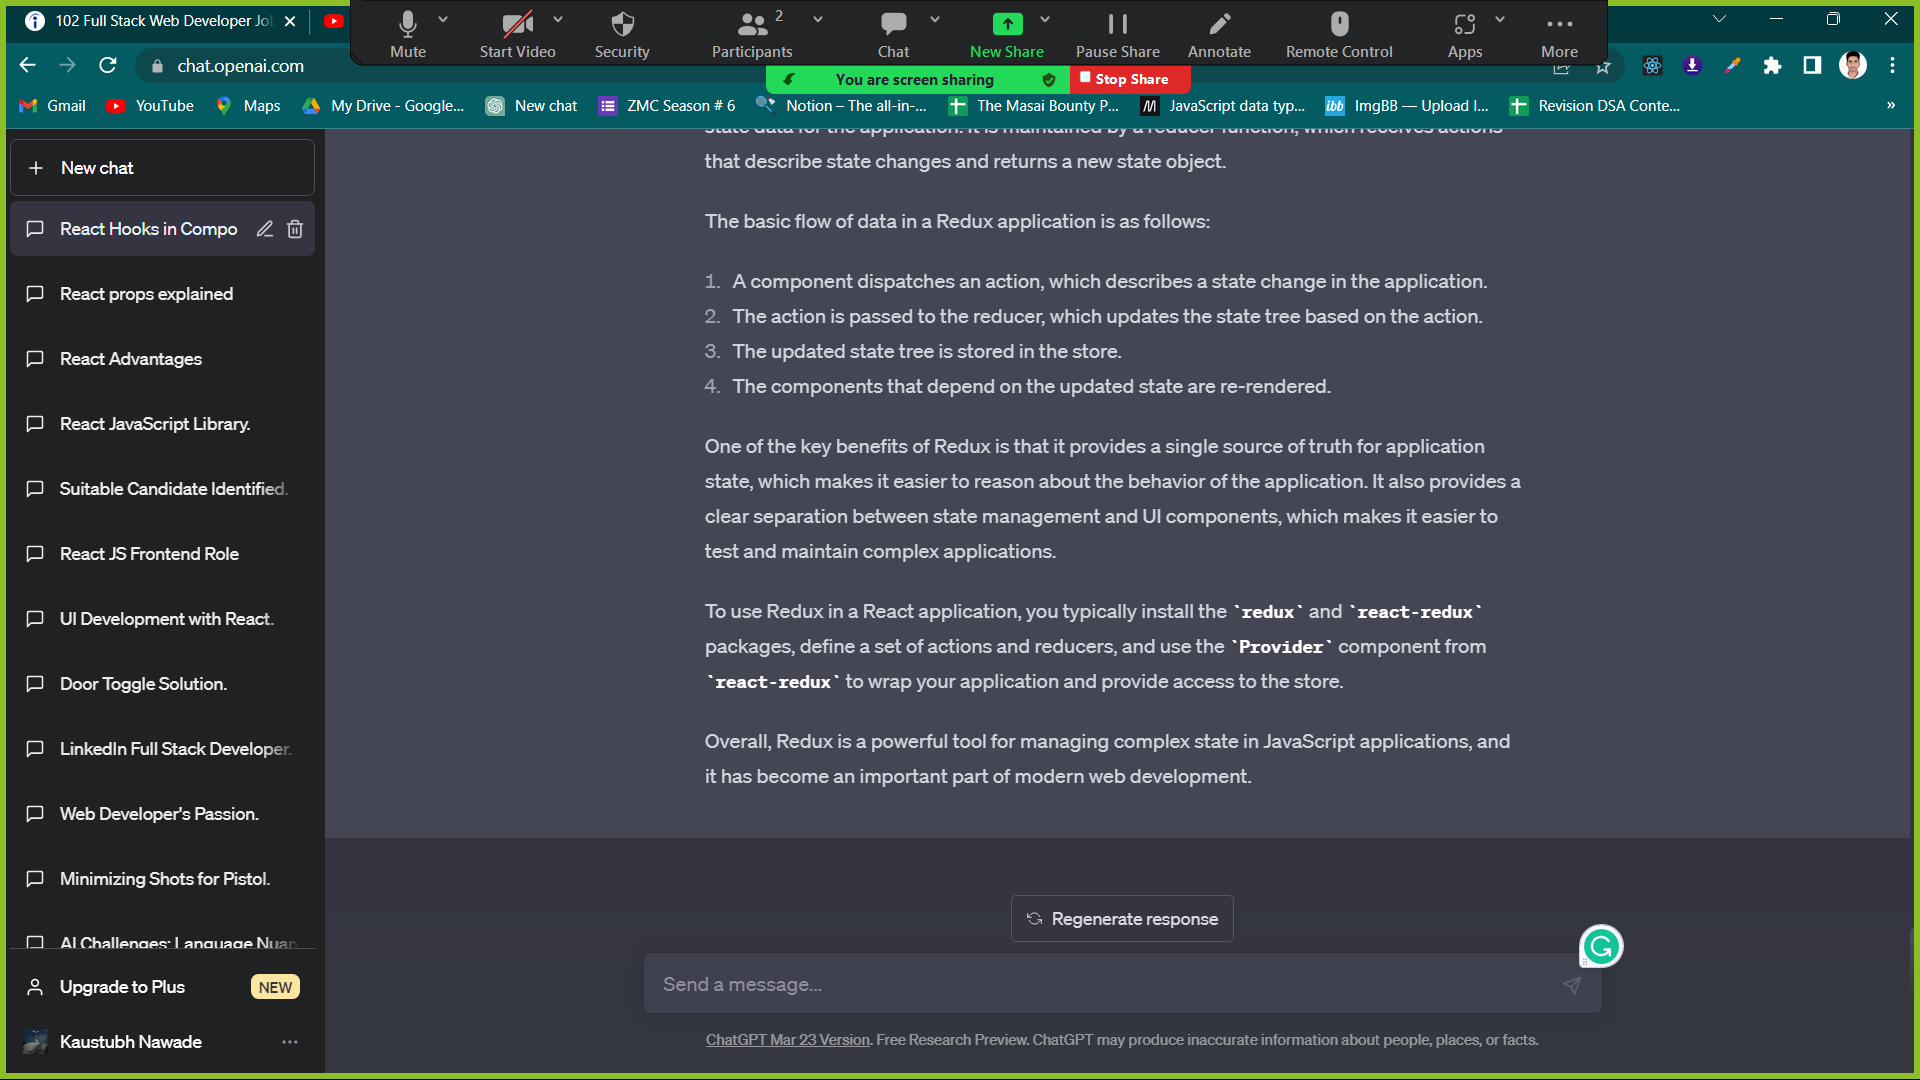 102 Full Stack Web Developer Jo
Mute
Start Video
Security
2
Participants
Chat
New Share
Pause Share
Annotate
Remote Control
Apps
More
chat.openai.com
You are screen sharing
Stop Share
Gmail
YouTube
Maps
My Drive - Google...
New chat
ZMC Season # 6
Notion – The all-in-...
The Masai Bounty P...
JavaScript data typ...
ibb
ImgBB — Upload I...
Revision DSA Conte...
»
New chat
React Hooks in Compo
React props explained
React Advantages
React JavaScript Library.
Suitable Candidate Identified.
React JS Frontend Role
UI Development with React.
Door Toggle Solution.
LinkedIn Full Stack Developer.
Web Developer's Passion.
Minimizing Shots for Pistol.
AI Challenges: Language Nuan
Upgrade to Plus
NEW
Kaustubh Nawade
state data for the application. It is maintained by a reducer function, which receives actions
that describe state changes and returns a new state object.
The basic flow of data in a Redux application is as follows:
1. A component dispatches an action, which describes a state change in the application.
2. The action is passed to the reducer, which updates the state tree based on the action.
3. The updated state tree is stored in the store.
4. The components that depend on the updated state are re-rendered.
One of the key benefits of Redux is that it provides a single source of truth for application
state, which makes it easier to reason about the behavior of the application. It also provides a
clear separation between state management and UI components, which makes it easier to
test and maintain complex applications.
To use Redux in a React application, you typically install the `redux` and `react-redux`
packages, define a set of actions and reducers, and use the `Provider` component from
`react-redux` to wrap your application and provide access to the store.
Overall, Redux is a powerful tool for managing complex state in JavaScript applications, and
it has become an important part of modern web development.
Regenerate response
Send a message...
ChatGPT Mar 23 Version. Free Research Preview. ChatGPT may produce inaccurate information about people, places, or facts.